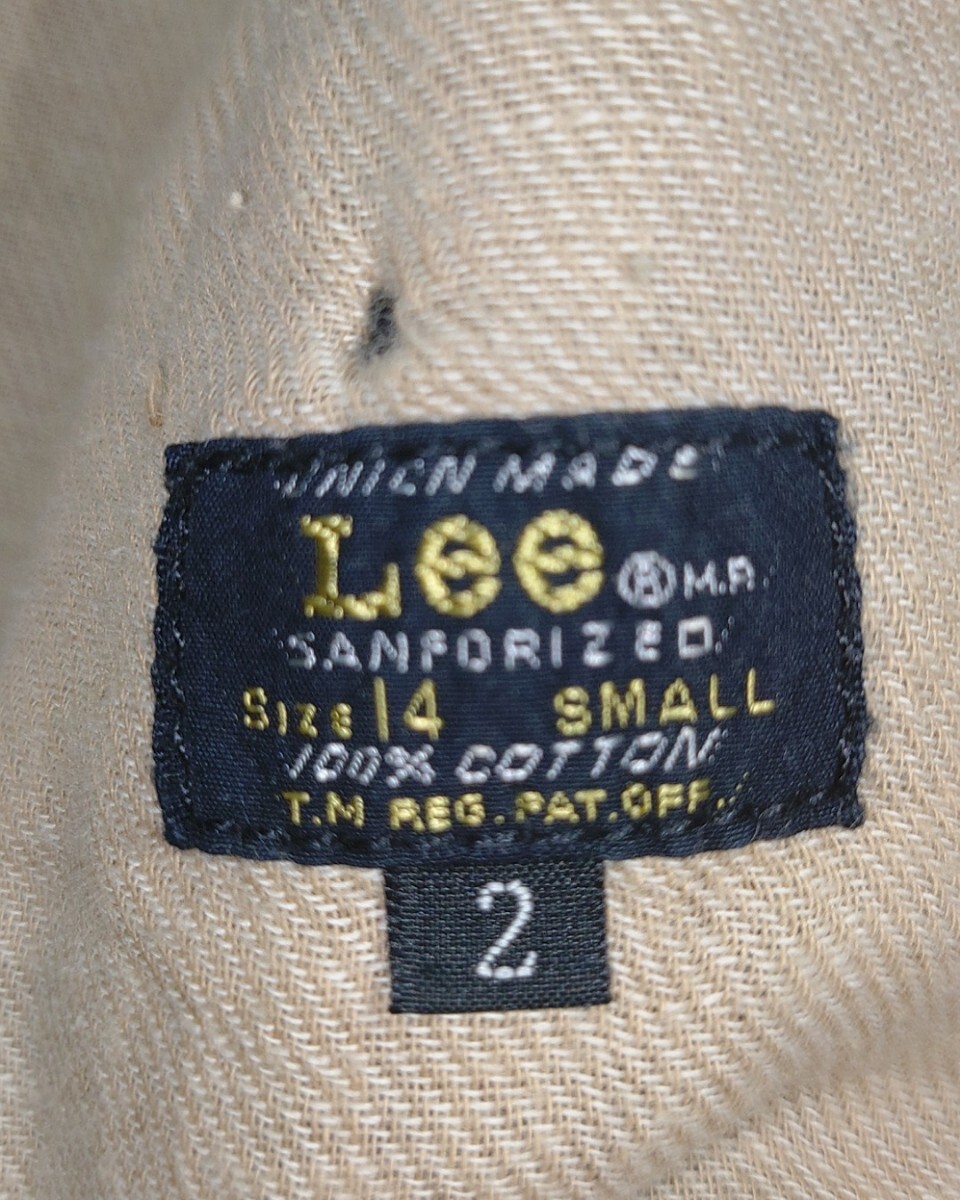 UNION MADE
Lee ® M.R.
SANFORIZED
SIZE 14 SMALL
100% COTTON
T.M REG. PAT. OFF.
2